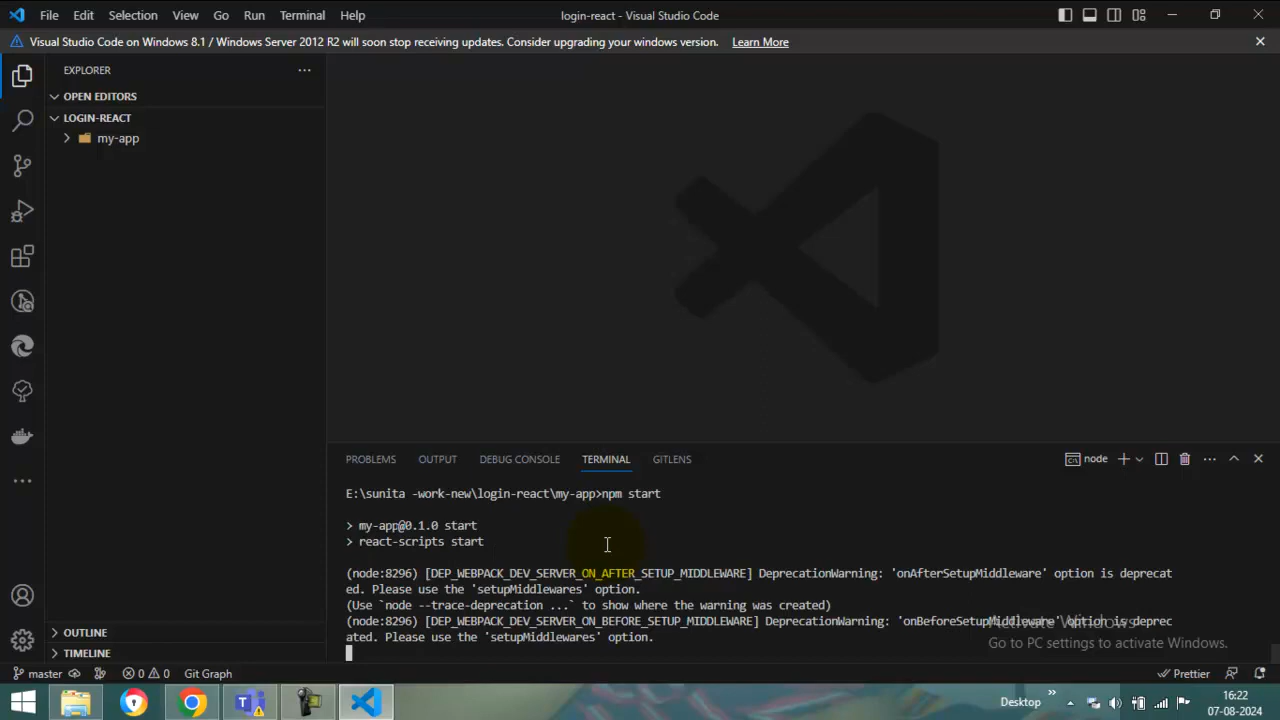 File Edit Selection View Go Run Terminal Help login-react - Visual Studio Code
Visual Studio Code on Windows 8.1 / Windows Server 2012 R2 will soon stop receiving updates. Consider upgrading your windows version. Learn More
EXPLORER
OPEN EDITORS
LOGIN-REACT
my-app
PROBLEMS OUTPUT DEBUG CONSOLE TERMINAL GITLENS node
E:\sunita -work-new\login-react\my-app>npm start
> my-app@0.1.0 start
> react-scripts start
(node:8296) [DEP_WEBPACK_DEV_SERVER_ON_AFTER_SETUP_MIDDLEWARE] DeprecationWarning: 'onAfterSetupMiddleware' option is deprecat
ed. Please use the 'setupMiddlewares' option.
(Use `node --trace-deprecation ...` to show where the warning was created)
(node:8296) [DEP_WEBPACK_DEV_SERVER_ON_BEFORE_SETUP_MIDDLEWARE] DeprecationWarning: 'onBeforeSetupMiddleware' option is deprec
ated. Please use the 'setupMiddlewares' option.
Activate Windows
Go to PC settings to activate Windows.
OUTLINE
TIMELINE
master 0 0 Git Graph Prettier
Desktop
16:22
07-08-2024